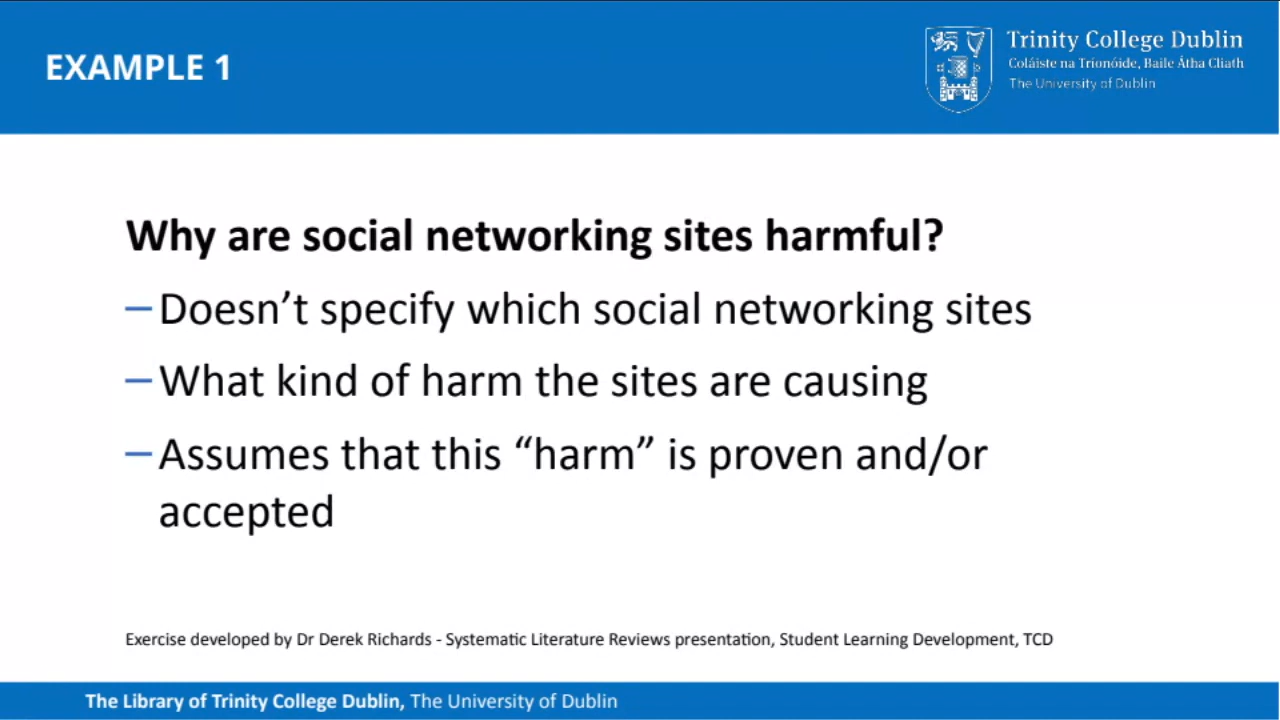 EXAMPLE 1
Trinity College Dublin
Coláiste na Tríonóide, Baile Átha Cliath
The University of Dublin
Why are social networking sites harmful?
– Doesn’t specify which social networking sites
– What kind of harm the sites are causing
– Assumes that this “harm” is proven and/or
accepted
Exercise developed by Dr Derek Richards - Systematic Literature Reviews presentation, Student Learning Development, TCD
The Library of Trinity College Dublin, The University of Dublin